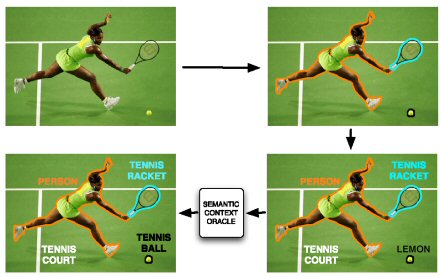 PERSON
TENNIS
RACKET
TENNIS
COURT
TENNIS
BALL
SEMANTIC
CONTEXT
ORACLE
PERSON
TENNIS
RACKET
TENNIS
COURT
LEMON